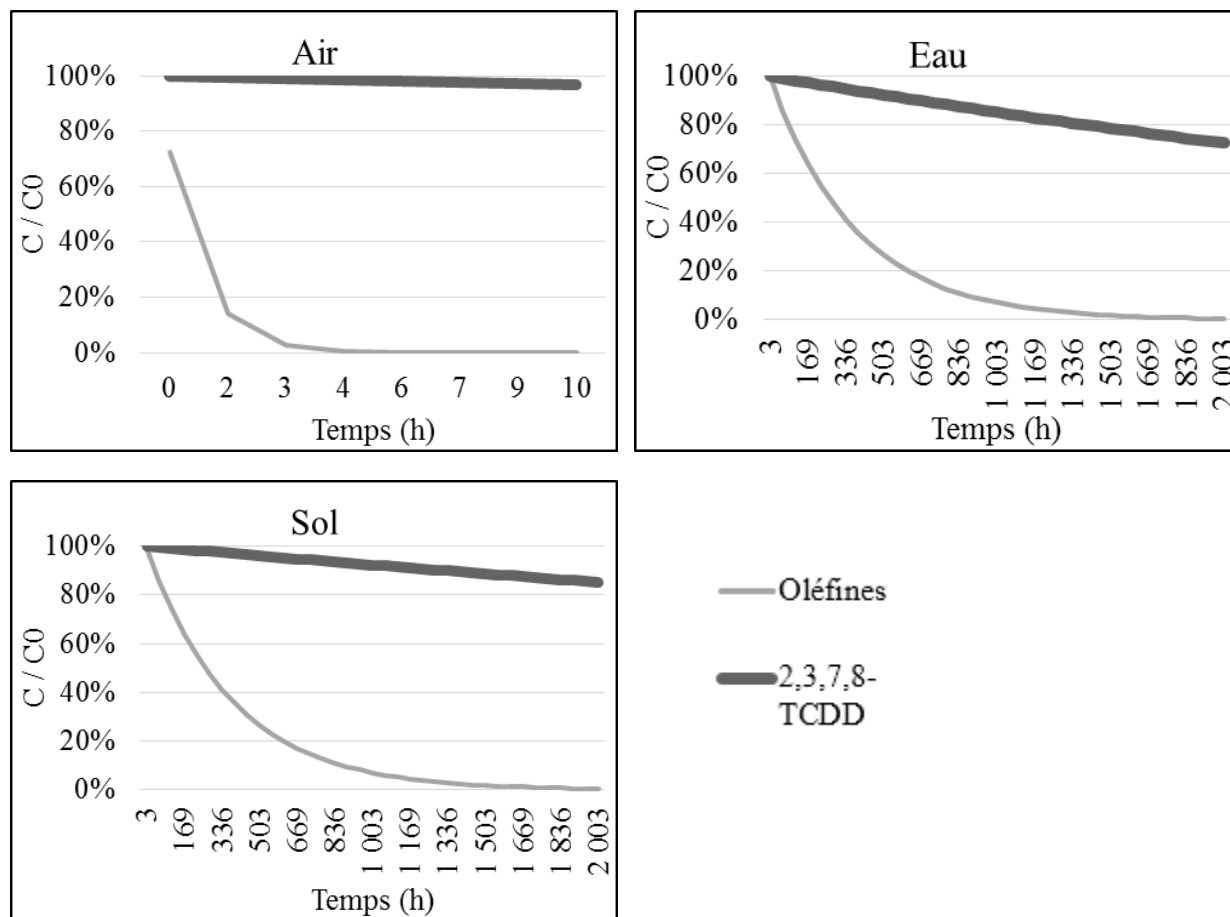 Air
100%
80%
60%
40%
20%
0%
C / C0
0 2 3 4 6 7 9 10
Temps (h)
Eau
100%
80%
60%
40%
20%
0%
C / C0
3 169 336 503 669 836 1 003 1 169 1 336 1 503 1 669 1 836 2 003
Temps (h)
Sol
100%
80%
60%
40%
20%
0%
C / C0
3 169 336 503 669 836 1 003 1 169 1 336 1 503 1 669 1 836 2 003
Temps (h)
Oléfines
2,3,7,8-
TCDD